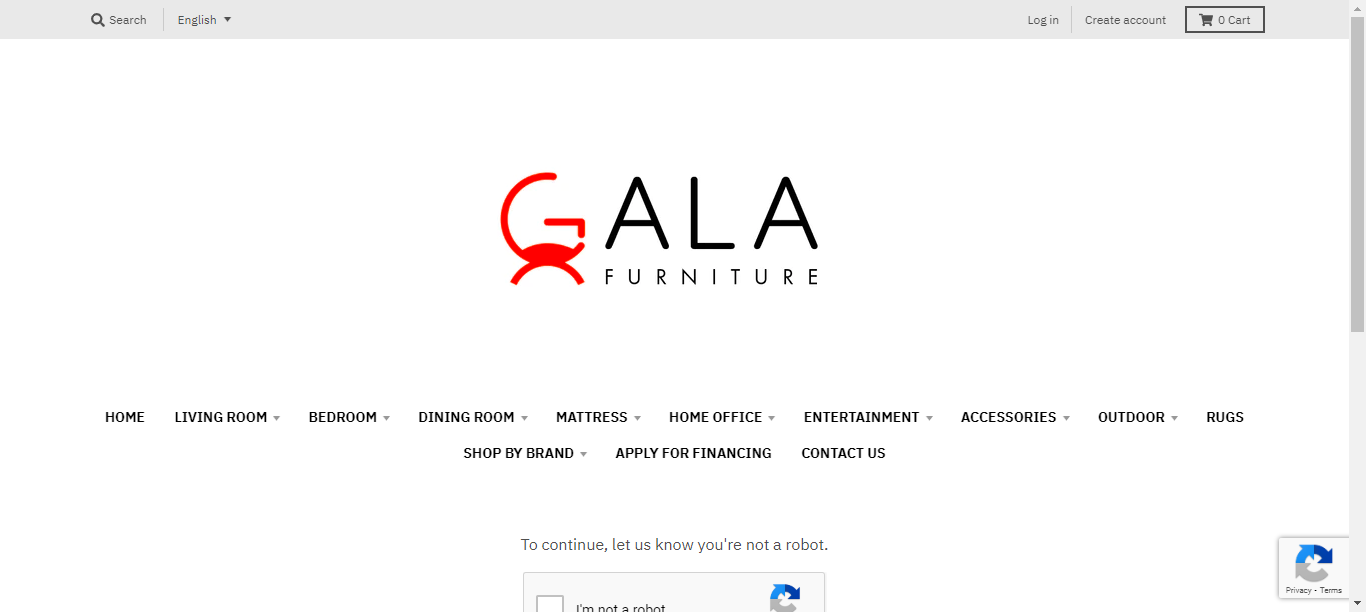 Search English Log in Create account 0 Cart
GALA
FURNITURE
HOME LIVING ROOM BEDROOM DINING ROOM MATTRESS HOME OFFICE ENTERTAINMENT ACCESSORIES OUTDOOR RUGS
SHOP BY BRAND APPLY FOR FINANCING CONTACT US
To continue, let us know you're not a robot.
I'm not a robot
Privacy - Terms